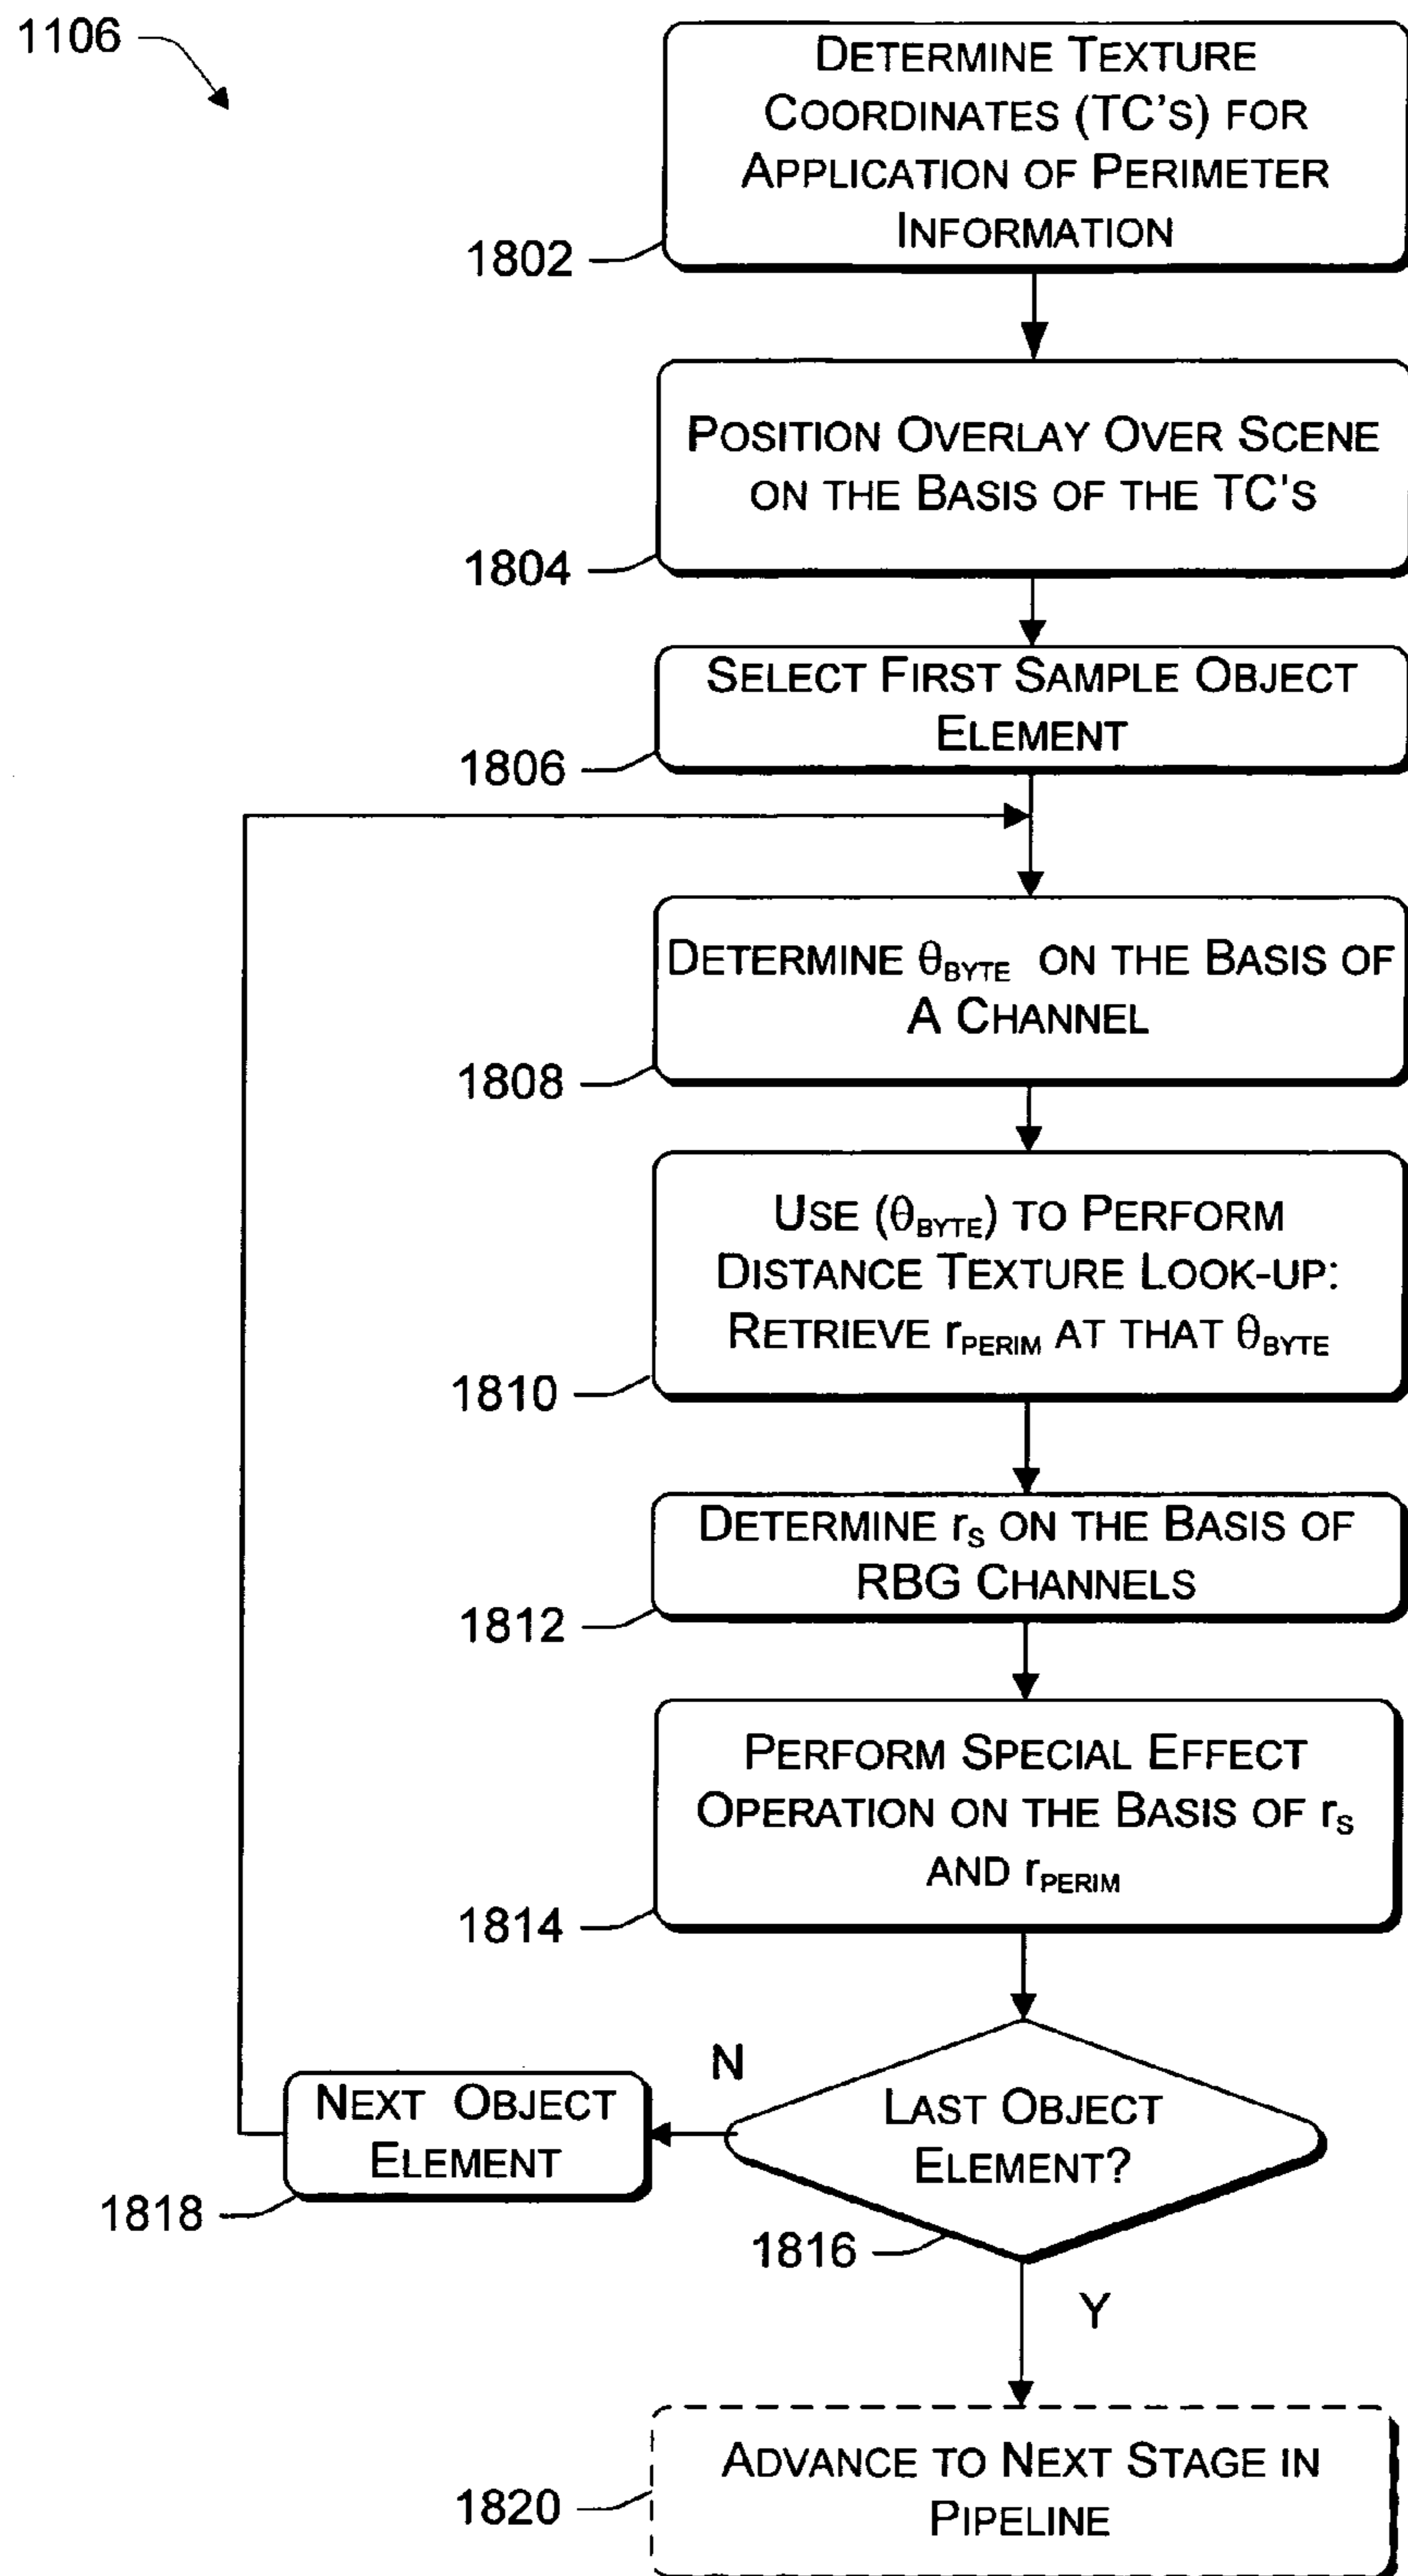 1106
DETERMINE TEXTURE
COORDINATES (TC'S) FOR
APPLICATION OF PERIMETER
INFORMATION
1802
POSITION OVERLAY OVER SCENE
ON THE BASIS OF THE TC'S
1804
SELECT FIRST SAMPLE OBJECT
ELEMENT
1806
DETERMINE θBYTE ON THE BASIS OF
A CHANNEL
1808
USE (θBYTE) TO PERFORM
DISTANCE TEXTURE LOOK-UP:
RETRIEVE rPERIM AT THAT θBYTE
1810
DETERMINE rS ON THE BASIS OF
RBG CHANNELS
1812
PERFORM SPECIAL EFFECT
OPERATION ON THE BASIS OF rS
AND rPERIM
1814
N
NEXT OBJECT
ELEMENT
1818
LAST OBJECT
ELEMENT?
1816
Y
ADVANCE TO NEXT STAGE IN
PIPELINE
1820